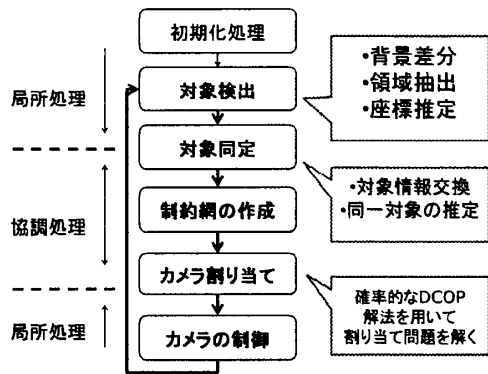 初期化処理
局所処理
対象検出
・背景差分
・領域抽出
・座標推定
対象同定
・対象情報交換
・同一対象の推定
協調処理
制約網の作成
カメラ割り当て
確率的なDCOP
解法を用いて
割り当て問題を解く
局所処理
カメラの制御